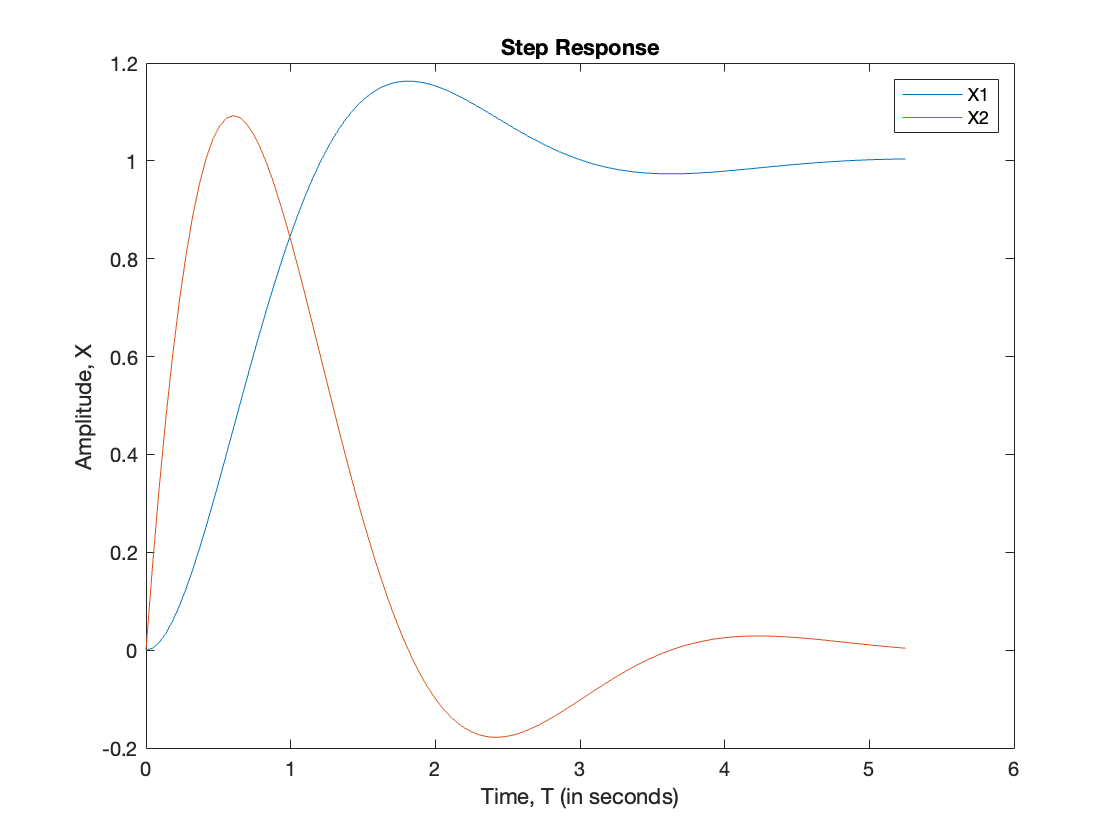 Step Response
X1
X2
Amplitude, X
1.2
1
0.8
0.6
0.4
0.2
0
-0.2
0 1 2 3 4 5 6
Time, T (in seconds)